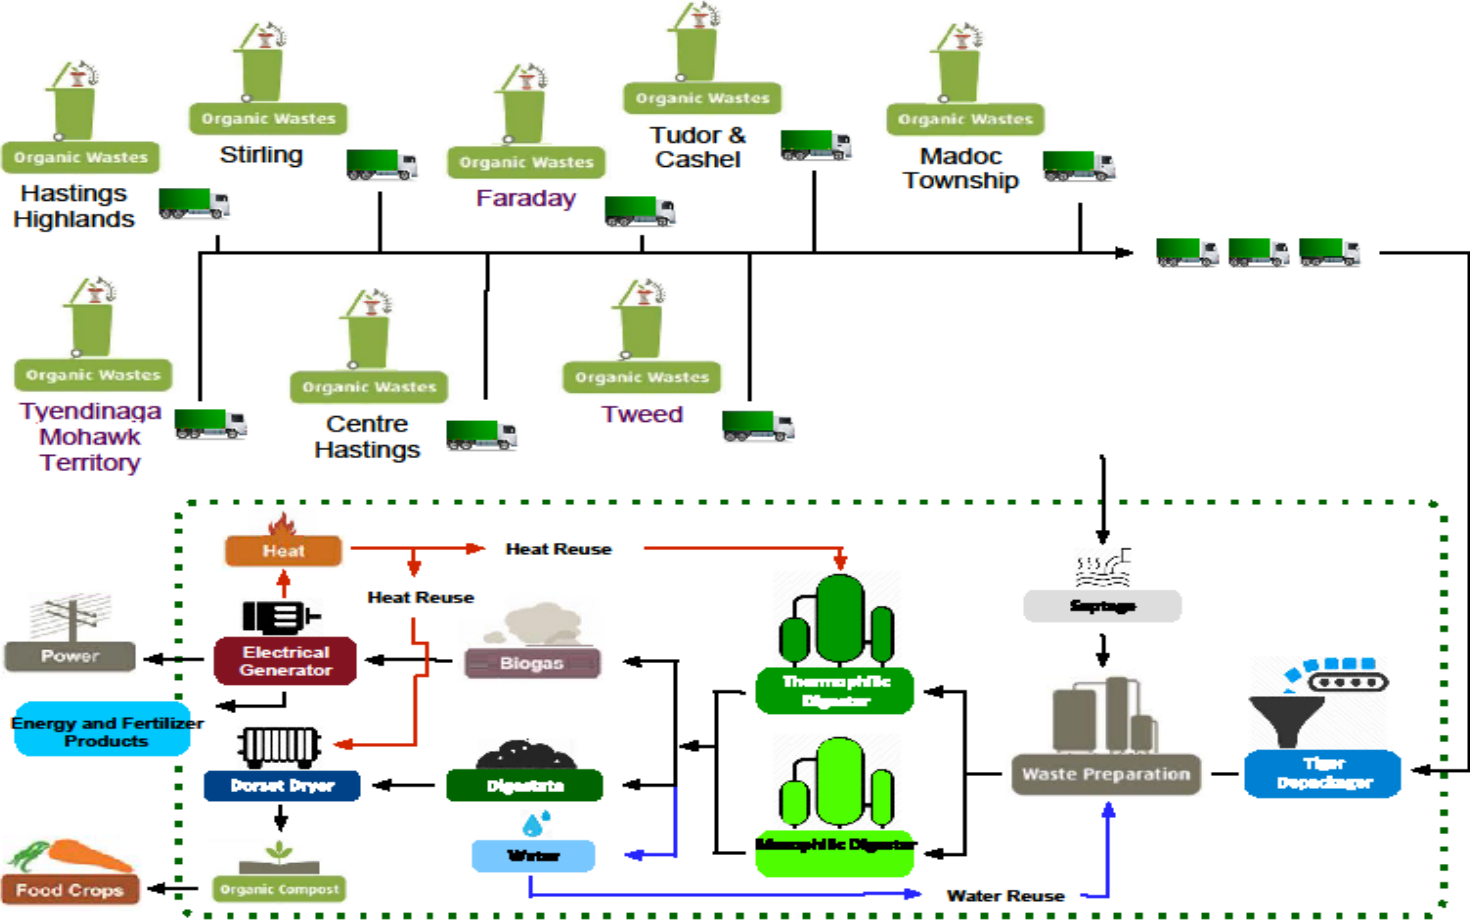 Organic Wastes
Hastings
Highlands
Organic Wastes
Stirling
Organic Wastes
Faraday
Organic Wastes
Tudor &
Cashel
Organic Wastes
Madoc
Township
Organic Wastes
Tyendinaga
Mohawk
Territory
Organic Wastes
Centre
Hastings
Organic Wastes
Tweed
Heat
Heat Reuse
Heat Reuse
Power
Electrical
Generator
Biogas
Energy and Fertilizer
Products
Thermophilic
Digester
Septage
Waste Preparation
Tiger
Depackager
Dorset Dryer
Digestate
Water
Mesophilic Digester
Food Crops
Organic Compost
Water Reuse